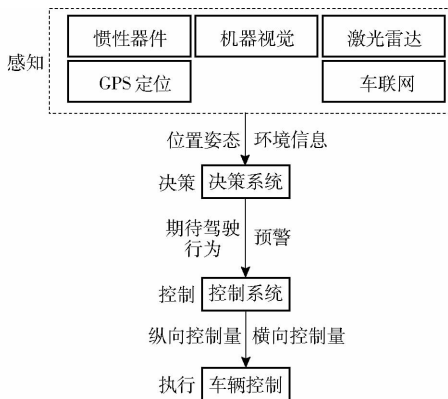 惯性器件 机器视觉 激光雷达
感知
GPS定位 车联网
位置姿态 环境信息
决策 决策系统
期待驾驶
行为 预警
控制 控制系统
纵向控制量 横向控制量
执行 车辆控制